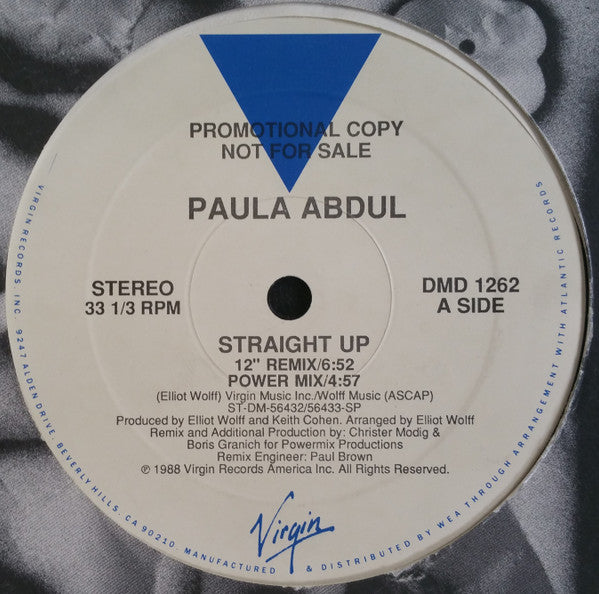 PROMOTIONAL COPY
NOT FOR SALE
PAULA ABDUL
STEREO
33 1/3 RPM
DMD 1262
A SIDE
STRAIGHT UP
12" REMIX/6:52
POWER MIX/4:57
(Elliot Wolff) Virgin Music Inc./Wolff Music (ASCAP)
ST-DM-56432/56433-SP
Produced by Elliot Wolff and Keith Cohen. Arranged by Elliot Wolff
Remix and Additional Production by: Christer Modig &
Boris Granich for Powermix Productions
Remix Engineer: Paul Brown
℗ 1988 Virgin Records America Inc. All Rights Reserved.
Virgin
VIRGIN RECORDS, INC. 9247 ALDEN DRIVE, BEVERLY HILLS, CA 90210. MANUFACTURED & DISTRIBUTED BY WEA THROUGH ARRANGEMENT WITH ATLANTIC RECORDS